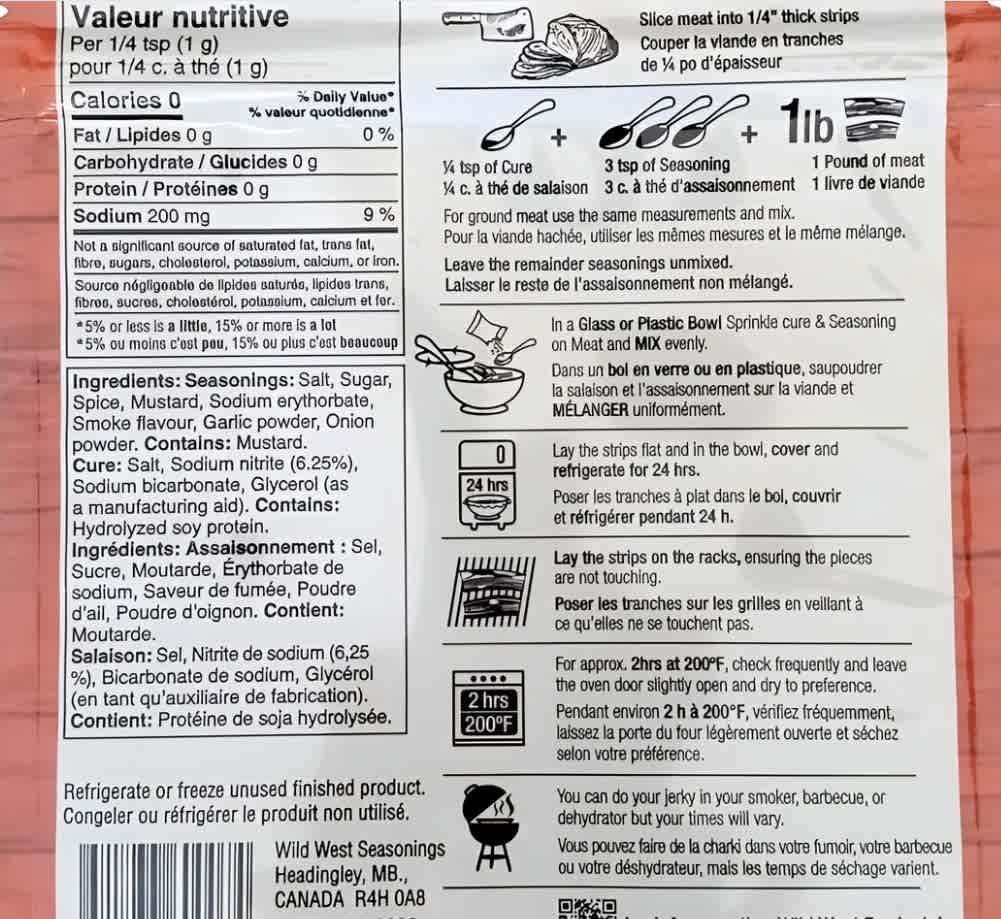 Valeur nutritive
Per 1/4 tsp (1 g)
pour 1/4 c. à thé (1 g)
Calories 0
% Daily Value*
% valeur quotidienne*
Fat / Lipides 0 g 0 %
Carbohydrate / Glucides 0 g
Protein / Protéines 0 g
Sodium 200 mg 9 %
Not a significant source of saturated fat, trans fat,
fibre, sugars, cholesterol, potassium, calcium, or iron.
Source négligeable de lipides saturés, lipides trans,
fibres, sucres, cholestérol, potassium, calcium et fer.
*5% or less is a little, 15% or more is a lot
*5% ou moins c'est peu, 15% ou plus c'est beaucoup
Ingredients: Seasonings: Salt, Sugar,
Spice, Mustard, Sodium erythorbate,
Smoke flavour, Garlic powder, Onion
powder. Contains: Mustard.
Cure: Salt, Sodium nitrite (6.25%),
Sodium bicarbonate, Glycerol (as
a manufacturing aid). Contains:
Hydrolyzed soy protein.
Ingrédients: Assaisonnement : Sel,
Sucre, Moutarde, Érythorbate de
sodium, Saveur de fumée, Poudre
d'ail, Poudre d'oignon. Contient:
Moutarde.
Salaison: Sel, Nitrite de sodium (6,25
%), Bicarbonate de sodium, Glycérol
(en tant qu'auxiliaire de fabrication).
Contient: Protéine de soja hydrolysée.
Refrigerate or freeze unused finished product.
Congeler ou réfrigérer le produit non utilisé.
Wild West Seasonings
Headingley, MB.,
CANADA R4H 0A8
Slice meat into 1/4" thick strips
Couper la viande en tranches
de ¼ po d'épaisseur
+ + 1lb
¼ tsp of Cure 3 tsp of Seasoning 1 Pound of meat
¼ c. à thé de salaison 3 c. à thé d'assaisonnement 1 livre de viande
For ground meat use the same measurements and mix.
Pour la viande hachée, utiliser les mêmes mesures et le même mélange.
Leave the remainder seasonings unmixed.
Laisser le reste de l'assaisonnement non mélangé.
In a Glass or Plastic Bowl Sprinkle cure & Seasoning
on Meat and MIX evenly.
Dans un bol en verre ou en plastique, saupoudrer
la salaison et l'assaisonnement sur la viande et
MÉLANGER uniformément.
24 hrs
Lay the strips flat and in the bowl, cover and
refrigerate for 24 hrs.
Poser les tranches à plat dans le bol, couvrir
et réfrigérer pendant 24 h.
Lay the strips on the racks, ensuring the pieces
are not touching.
Poser les tranches sur les grilles en veillant à
ce qu'elles ne se touchent pas.
2 hrs
200°F
For approx. 2hrs at 200ºF, check frequently and leave
the oven door slightly open and dry to preference.
Pendant environ 2 h à 200°F, vérifiez fréquemment,
laissez la porte du four légèrement ouverte et séchez
selon votre préférence.
You can do your jerky in your smoker, barbecue, or
dehydrator but your times will vary.
Vous pouvez faire de la charki dans votre fumoir, votre barbecue
ou votre déshydrateur, mais les temps de séchage varient.